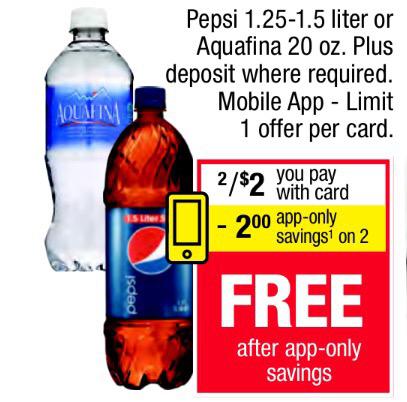 Pepsi 1.25-1.5 liter or
Aquafina 20 oz. Plus
deposit where required.
Mobile App - Limit
1 offer per card.
AQUAFINA
1.5 Liter
pepsi
2/$2 you pay
with card
- 2.00 app-only
savings1 on 2
FREE
after app-only
savings